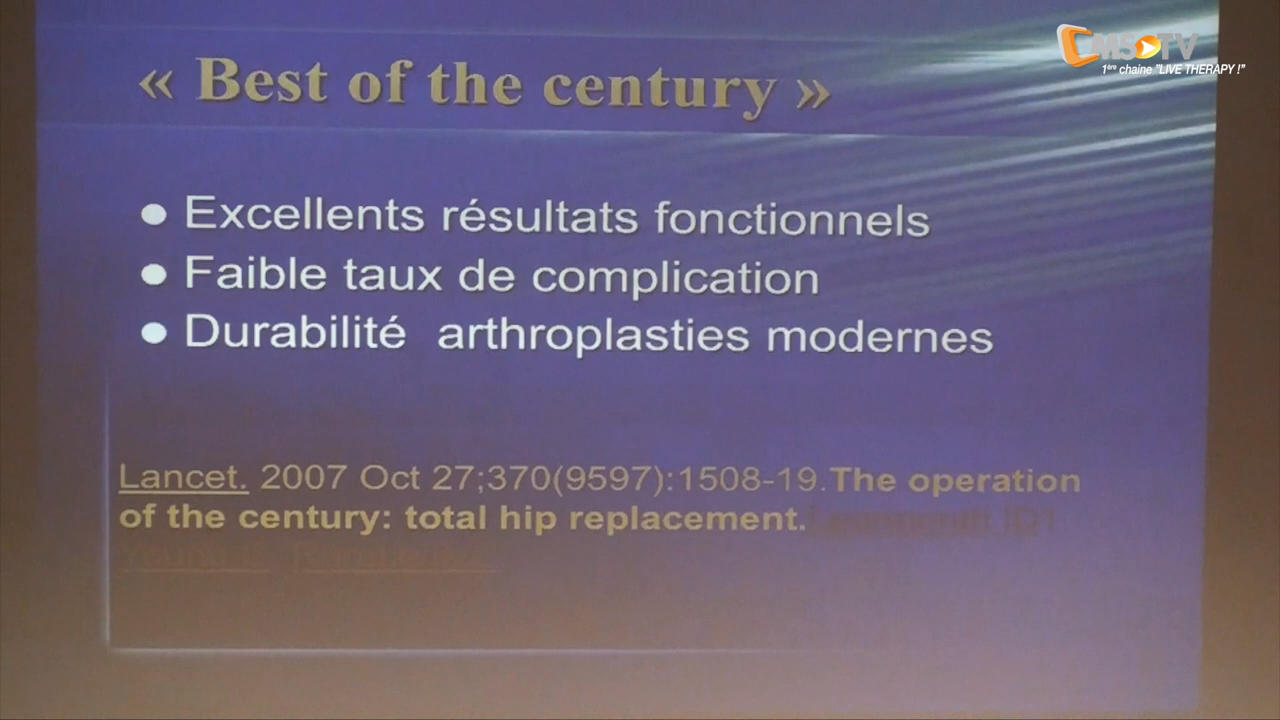 CMSOTV
1ère chaine "LIVE THERAPY !"
« Best of the century »
● Excellents résultats fonctionnels
● Faible taux de complication
● Durabilité arthroplasties modernes
Lancet. 2007 Oct 27;370(9597):1508-19.The operation
of the century: total hip replacement.